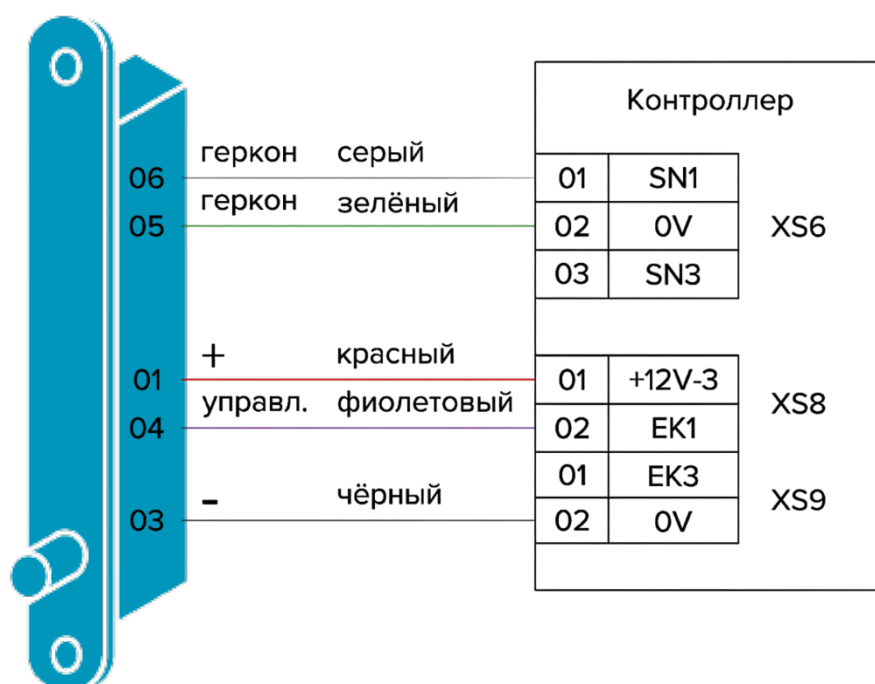 Контроллер
геркон серый
06 01 SN1
геркон зелёный
05 02 0V XS6
03 SN3
+ красный
01 01 +12V-3
управл. фиолетовый XS8
04 02 EK1
01 EK3
- чёрный XS9
03 02 0V